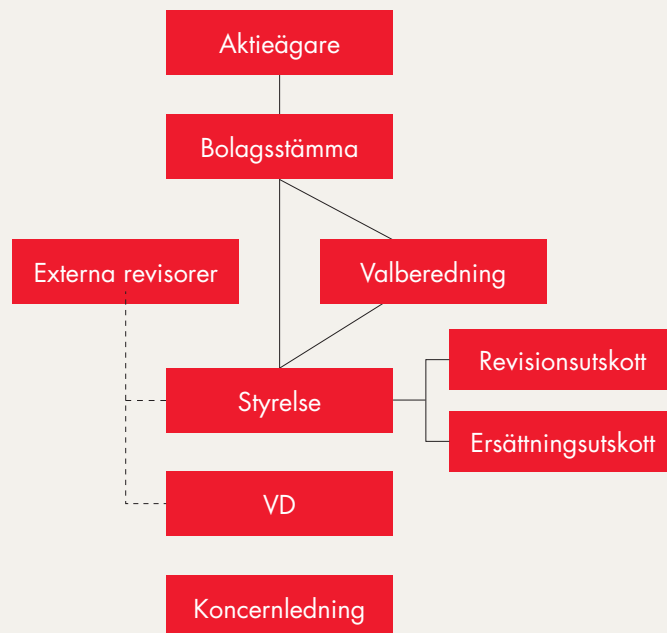 Aktieägare
Bolagsstämma
Externa revisorer
Valberedning
Revisionsutskott
Styrelse
Ersättningsutskott
VD
Koncernledning